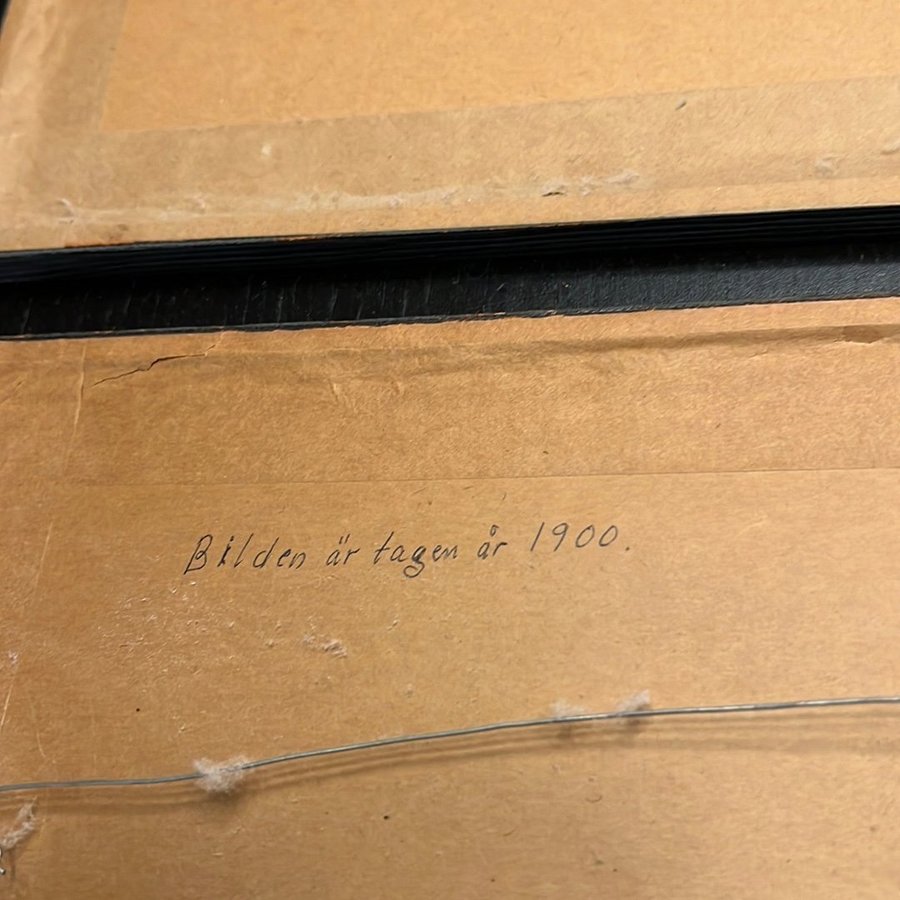 Bilden är tagen år 1900.